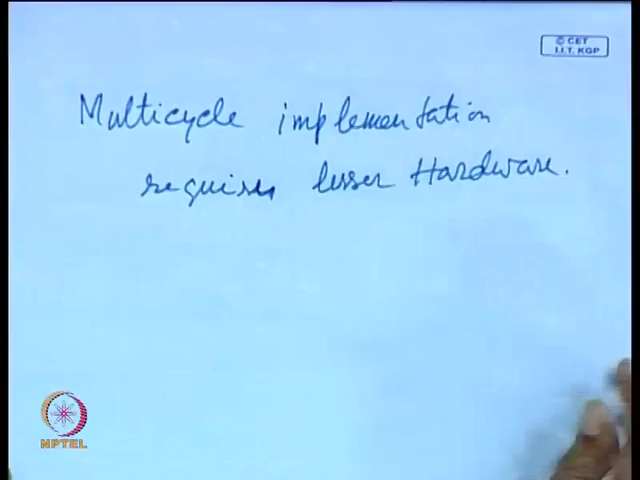 © CET
I.I.T. KGP
Multicycle implementation
requires lesser Hardware.
NPTEL